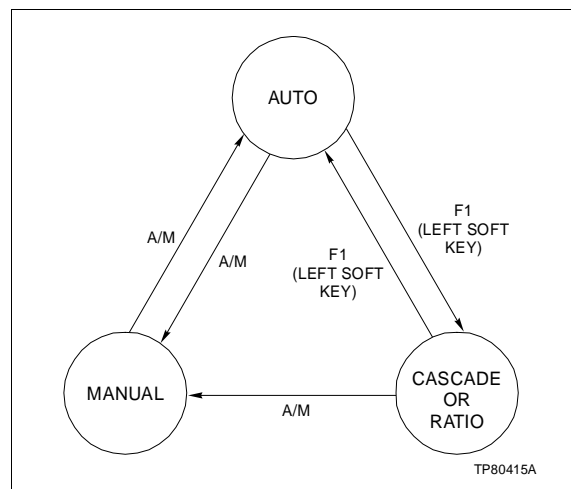 AUTO
A/M
A/M
F1
(LEFT SOFT
KEY)
F1
(LEFT SOFT
KEY)
MANUAL
A/M
CASCADE
OR
RATIO
TP80415A